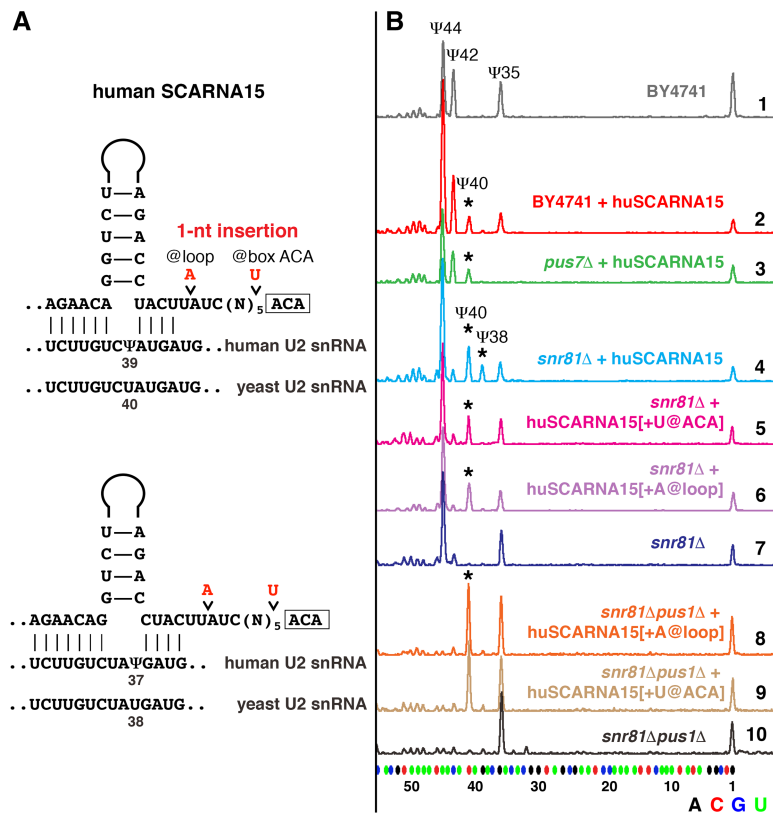 A
human SCARNA15
U A
C G
U A
G C
G C
1-nt insertion
@loop @box ACA
A U
..AGAACA UACUUAUC(N)5 ACA
..UCUUGUCΨAUGAUG.. human U2 snRNA
39
..UCUUGUCUAUGAUG.. yeast U2 snRNA
40
U A
C G
U A
G C
A U
..AGAACAG CUACUUAUC(N)5 ACA
..UCUUGUCUAΨGAUG.. human U2 snRNA
37
..UCUUGUCUAUGAUG.. yeast U2 snRNA
38
B
Ψ44
Ψ42
Ψ35
BY4741
1
Ψ40
*
BY4741 + huSCARNA15
2
*
pus7Δ + huSCARNA15
3
Ψ40
*
Ψ38
*
snr81Δ + huSCARNA15
4
*
snr81Δ +
huSCARNA15[+U@ACA]
5
*
snr81Δ +
huSCARNA15[+A@loop]
6
snr81Δ
7
*
snr81Δpus1Δ +
huSCARNA15[+A@loop]
8
snr81Δpus1Δ +
huSCARNA15[+U@ACA]
9
snr81Δpus1Δ
10
50 40 30 20 10 1
A C G U